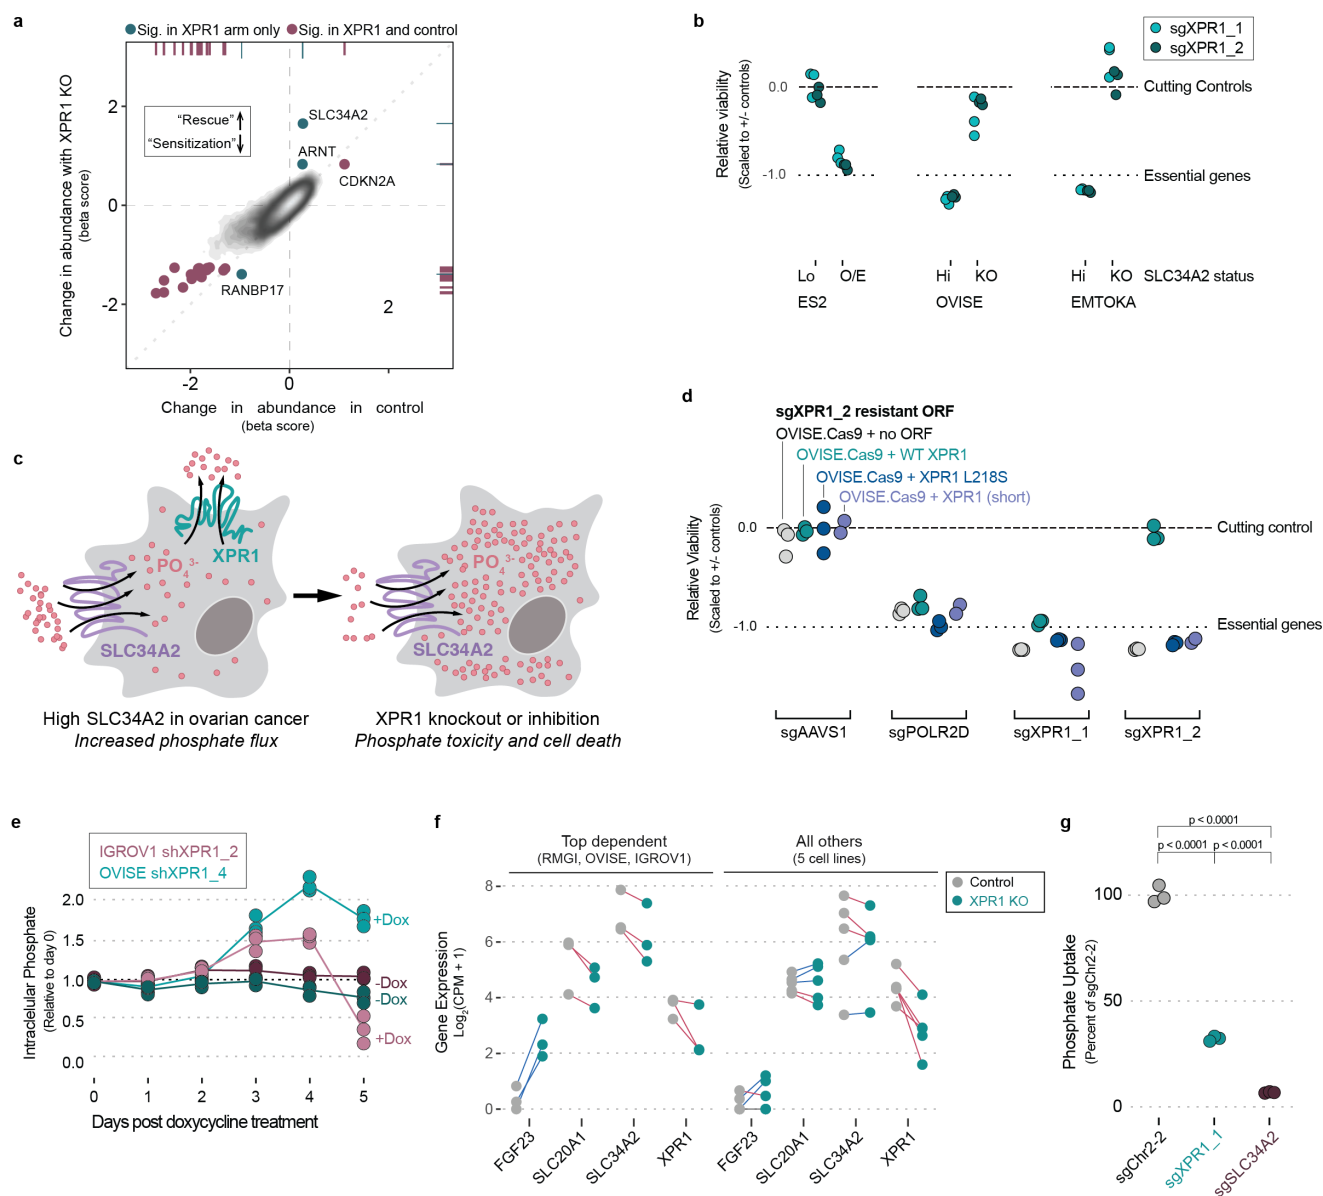 a
Sig. in XPR1 arm only
Sig. in XPR1 and control
Change in abundance with XPR1 KO
(beta score)
2
0
-2
"Rescue"
"Sensitization"
SLC34A2
ARNT
CDKN2A
RANBP17
2
-2
0
Change in abundance in control
(beta score)
b
sgXPR1_1
sgXPR1_2
Relative viability
(Scaled to +/- controls)
0.0
-1.0
Cutting Controls
Essential genes
Lo
O/E
Hi
KO
Hi
KO
SLC34A2 status
ES2
OVISE
EMTOKA
c
PO4 3-
XPR1
SLC34A2
PO4 3-
SLC34A2
High SLC34A2 in ovarian cancer
Increased phosphate flux
XPR1 knockout or inhibition
Phosphate toxicity and cell death
d
sgXPR1_2 resistant ORF
OVISE.Cas9 + no ORF
OVISE.Cas9 + WT XPR1
OVISE.Cas9 + XPR1 L218S
OVISE.Cas9 + XPR1 (short)
Relative Viability
(Scaled to +/- controls)
0.0
-1.0
Cutting control
Essential genes
sgAAVS1
sgPOLR2D
sgXPR1_1
sgXPR1_2
e
IGROV1 shXPR1_2
OVISE shXPR1_4
Intraclelular Phosphate
(Relative to day 0)
2.0
1.5
1.0
0.5
0.0
+Dox
-Dox
-Dox
+Dox
0
1
2
3
4
5
Days post doxycycline treatment
f
Top dependent
(RMGI, OVISE, IGROV1)
All others
(5 cell lines)
Control
XPR1 KO
Gene Expression
Log2(CPM + 1)
8
6
4
2
0
FGF23
SLC20A1
SLC34A2
XPR1
FGF23
SLC20A1
SLC34A2
XPR1
g
p < 0.0001
p < 0.0001
p < 0.0001
Phosphate Uptake
(Percent of sgChr2-2)
100
50
0
sgChr2-2
sgXPR1_1
sgSLC34A2